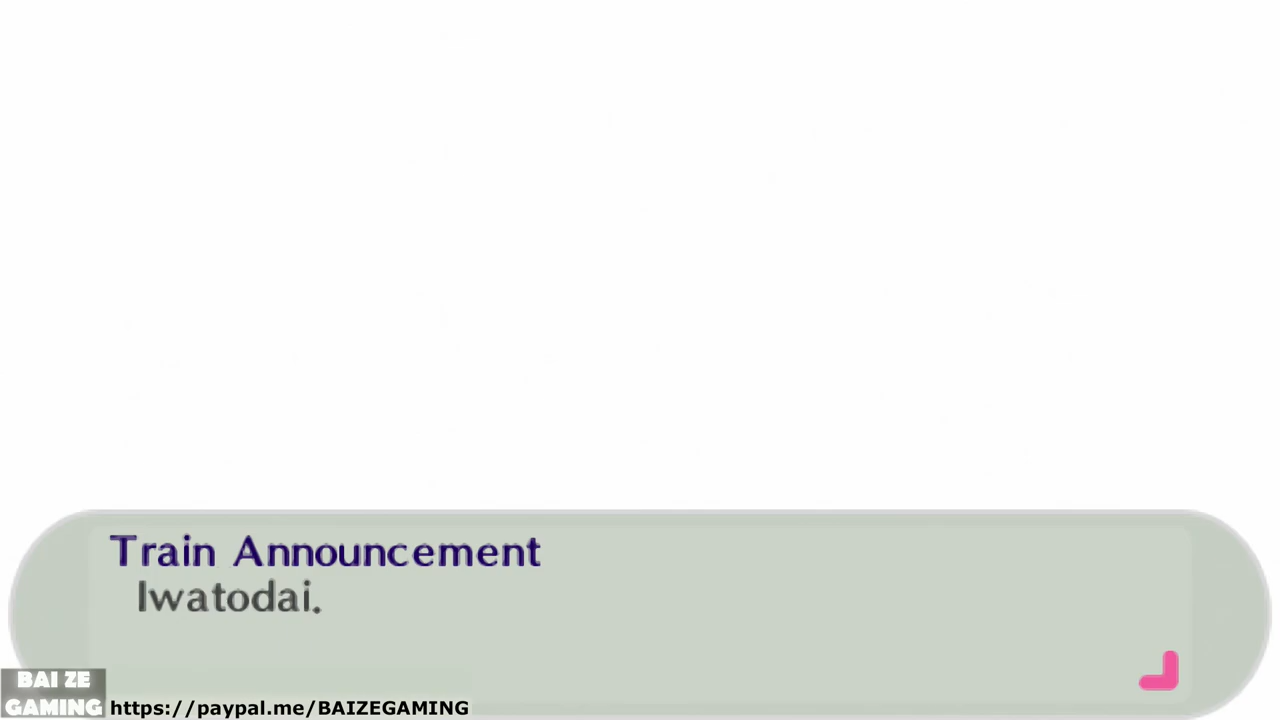 Train Announcement
Iwatodai.
BAI ZE
GAMING
https://paypal.me/BAIZEGAMING